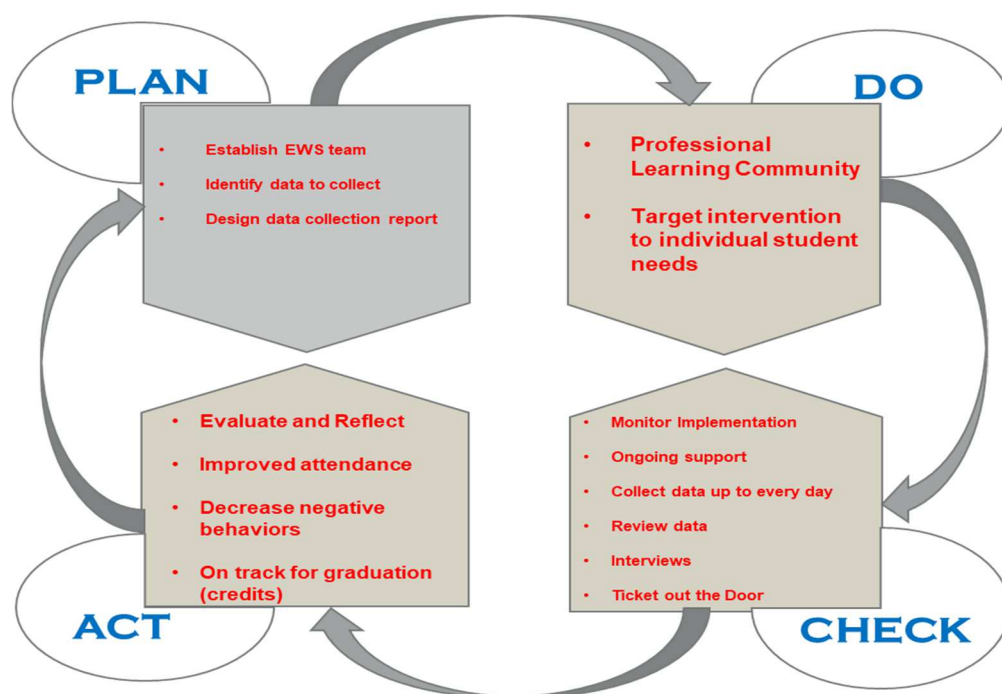 PLAN
• Establish EWS team
• Identify data to collect
• Design data collection report
DO
• Professional
Learning Community
• Target intervention
to individual student
needs
• Monitor Implementation
• Ongoing support
• Collect data up to every day
• Review data
• Interviews
• Ticket out the Door
CHECK
• Evaluate and Reflect
• Improved attendance
• Decrease negative
behaviors
• On track for graduation
(credits)
ACT